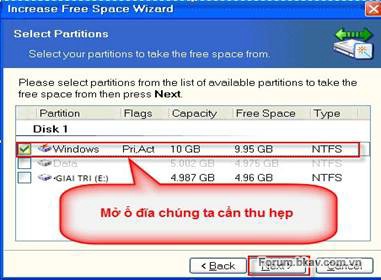 Increase Free Space Wizard
Select Partitions
Select your partitions to take the free space from.
Please select partitions from the list of available partitions to take the
free space from then press Next.
Partition Flags Capacity Free Space Type
Disk 1
Windows Pri,Act 10 GB 9.95 GB NTFS
Data 5.002 GB 4.975 GB NTFS
GIAI TRI (E:) 4.987 GB 4.96 GB NTFS
Mở ổ đĩa chúng ta cần thu hẹp
Forum.bkav.com.vn
< Back Next > Cancel